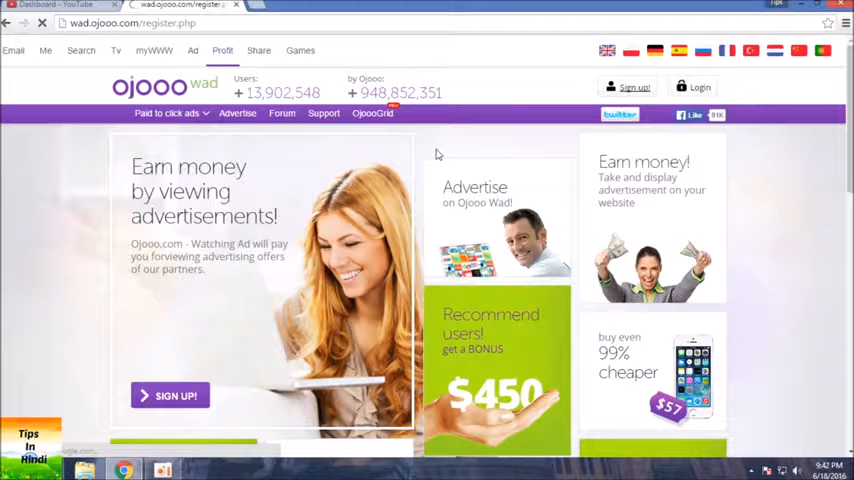 Dashboard - YouTube
wad.ojooo.com/register.p
Tips
wad.ojooo.com/register.php
Email Me Search Tv myWWW Ad Profit Share Games
ojooo wad
Users:
+ 13,902,548
by Ojooo:
+ 948,852,351
Sign up!
Login
Paid to click ads Advertise Forum Support OjoooGrid
new
twitter
Like 91K
Earn money
by viewing
advertisements!
Ojooo.com - Watching Ad will pay
you forviewing advertising offers
of our partners.
SIGN UP!
Advertise
on Ojooo Wad!
Recommend
users!
get a BONUS
$450
Earn money!
Take and display
advertisement on your
website
buy even
99%
cheaper
$57
Tips
In
Hindi
9:42 PM
6/18/2016